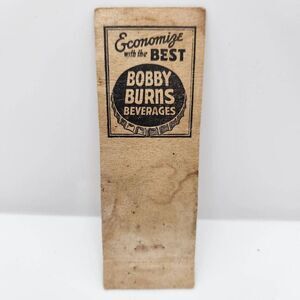 Economize
with the BEST
BOBBY
BURNS
BEVERAGES